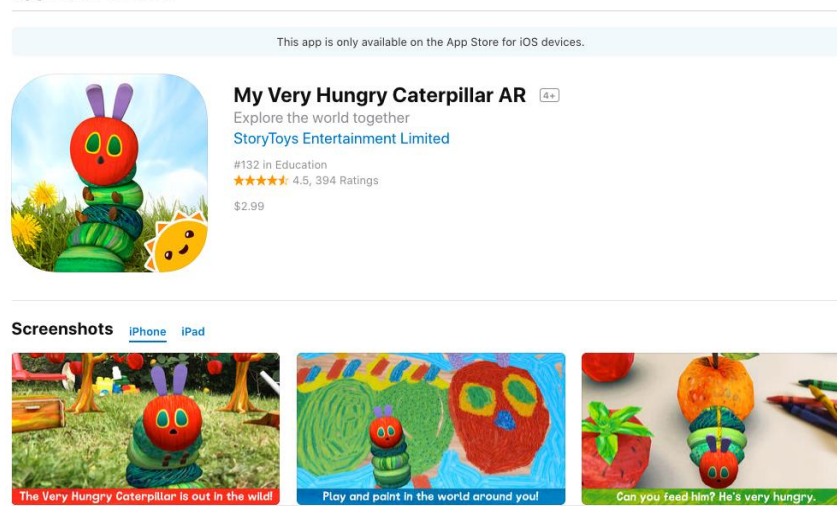 This app is only available on the App Store for iOS devices.
My Very Hungry Caterpillar AR 4+
Explore the world together
StoryToys Entertainment Limited
#132 in Education
4.5, 394 Ratings
$2.99
Screenshots iPhone iPad
The Very Hungry Caterpillar is out in the wild!
Play and paint in the world around you!
Can you feed him? He's very hungry.